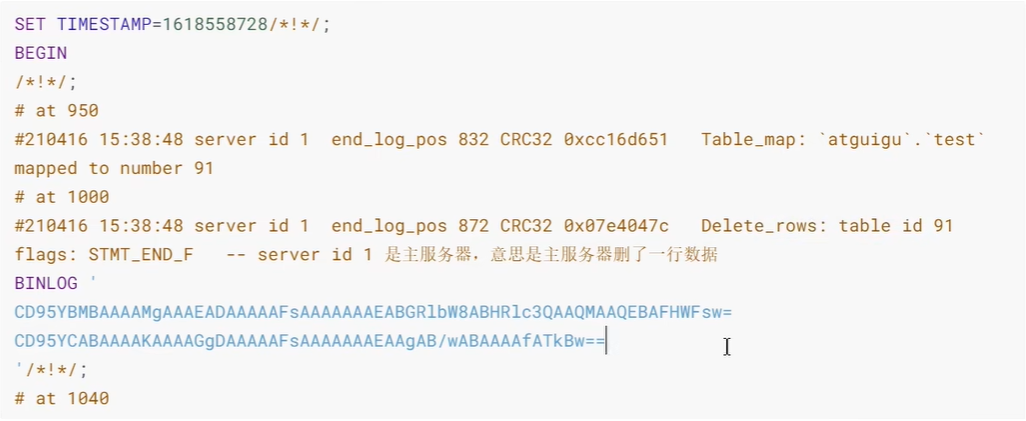 SET TIMESTAMP=1618558728/*!*/;
BEGIN
/*!*/;
# at 950
#210416 15:38:48 server id 1  end_log_pos 832 CRC32 0xcc16d651   Table_map: `atguigu`.`test`
mapped to number 91
# at 1000
#210416 15:38:48 server id 1  end_log_pos 872 CRC32 0x07e4047c   Delete_rows: table id 91
flags: STMT_END_F   -- server id 1 是主服务器，意思是主服务器删了一行数据
BINLOG '
CD95YBMBAAAAMgAAAEADAAAAAFsAAAAAAAEABGRlbW8ABHRlc3QAAQMAAQEBAFHWFsw=
CD95YCABAAAAKAAAAGgDAAAAAFsAAAAAAAEAAgAB/wABAAAAfATkBw==
'/*!*/;
# at 1040